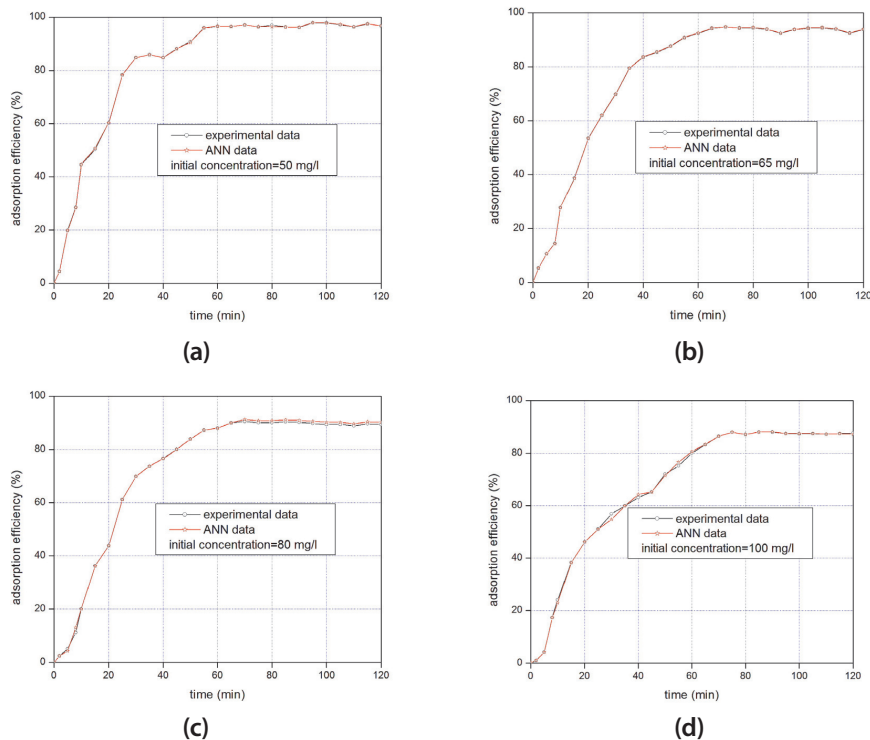 100
80
60
40
20
0
adsorption efficiency (%)
experimental data
ANN data
initial concentration=50 mg/l
0 20 40 60 80 100 120
time (min)
(a)
100
80
60
40
20
0
adsorption efficiency (%)
experimental data
ANN data
initial concentration=65 mg/l
0 20 40 60 80 100 120
time (min)
(b)
100
80
60
40
20
0
adsorption efficiency (%)
experimental data
ANN data
initial concentration=80 mg/l
0 20 40 60 80 100 120
time (min)
(c)
100
80
60
40
20
0
adsorption efficiency (%)
experimental data
ANN data
initial concentration=100 mg/l
0 20 40 60 80 100 120
time (min)
(d)